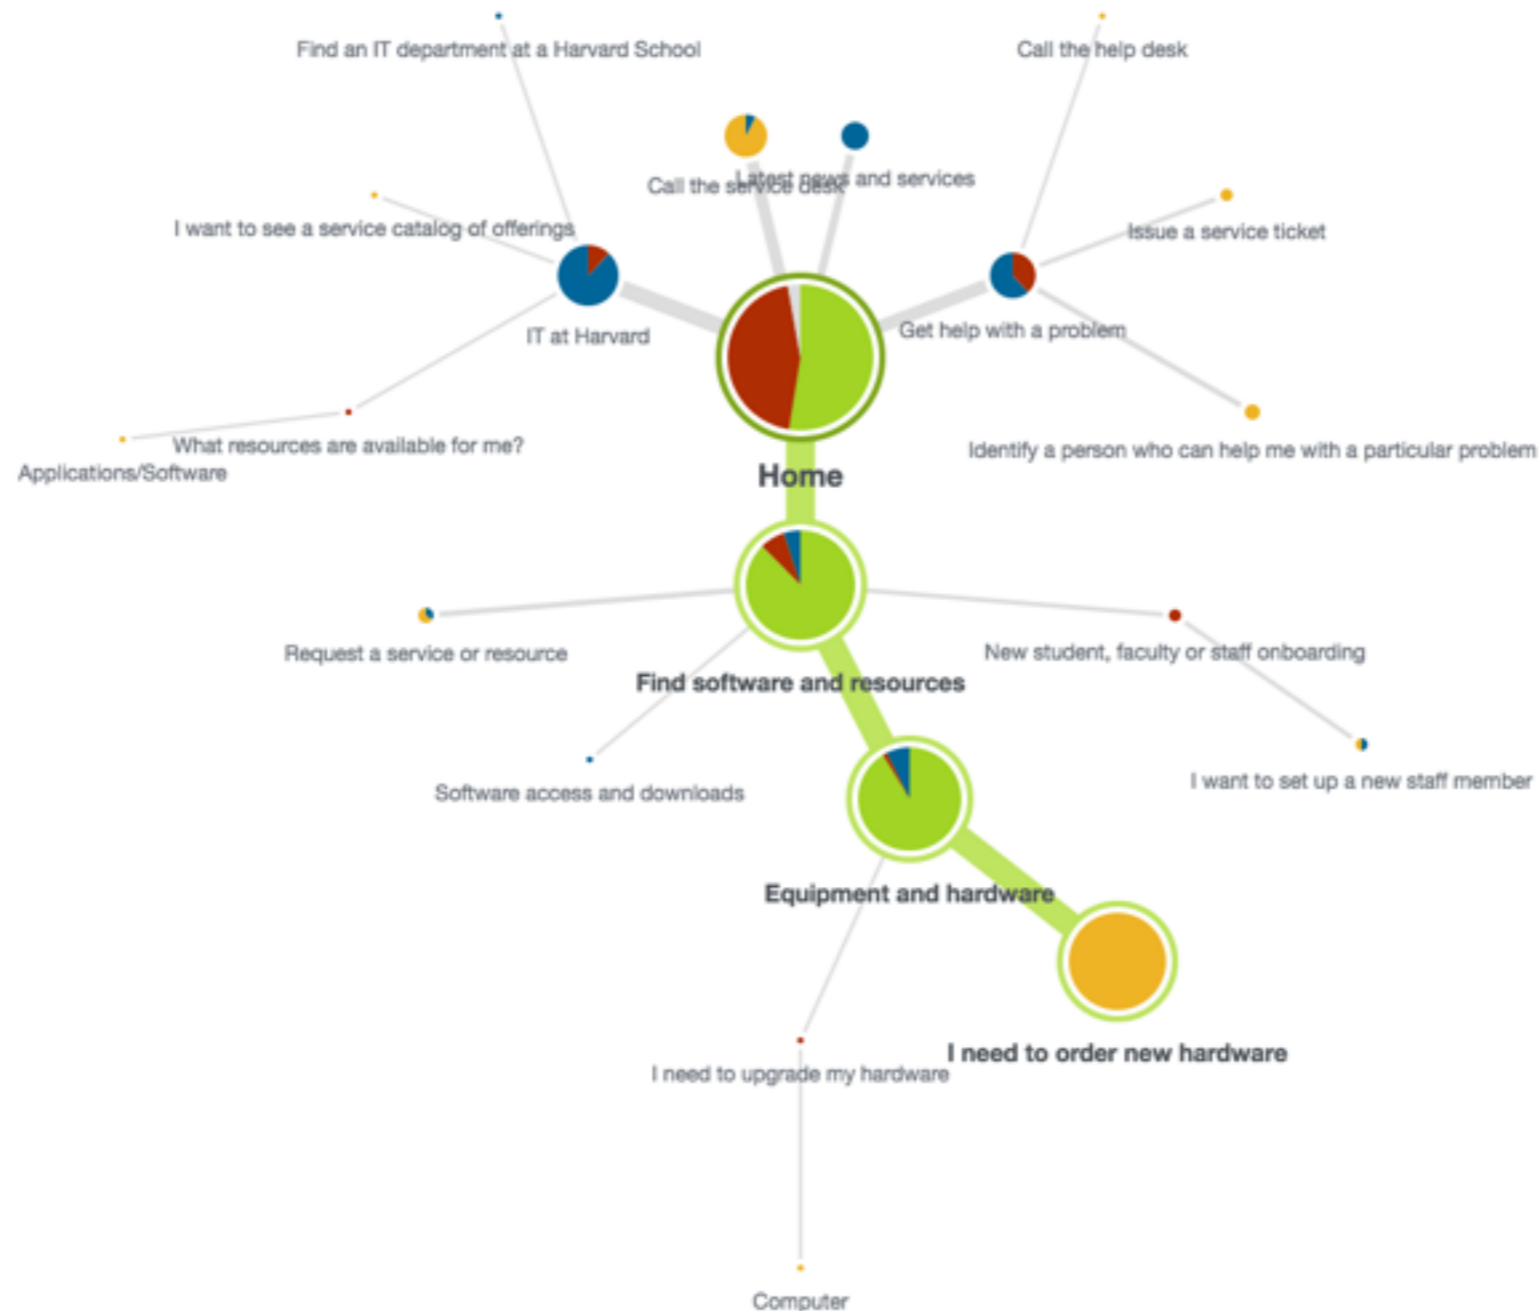 Find an IT department at a Harvard School
Call the help desk
Call the service desk
Latest news and services
I want to see a service catalog of offerings
Issue a service ticket
IT at Harvard
Get help with a problem
What resources are available for me?
Identify a person who can help me with a particular problem
Applications/Software
Home
Request a service or resource
New student, faculty or staff onboarding
Find software and resources
Software access and downloads
I want to set up a new staff member
Equipment and hardware
I need to order new hardware
I need to upgrade my hardware
Computer